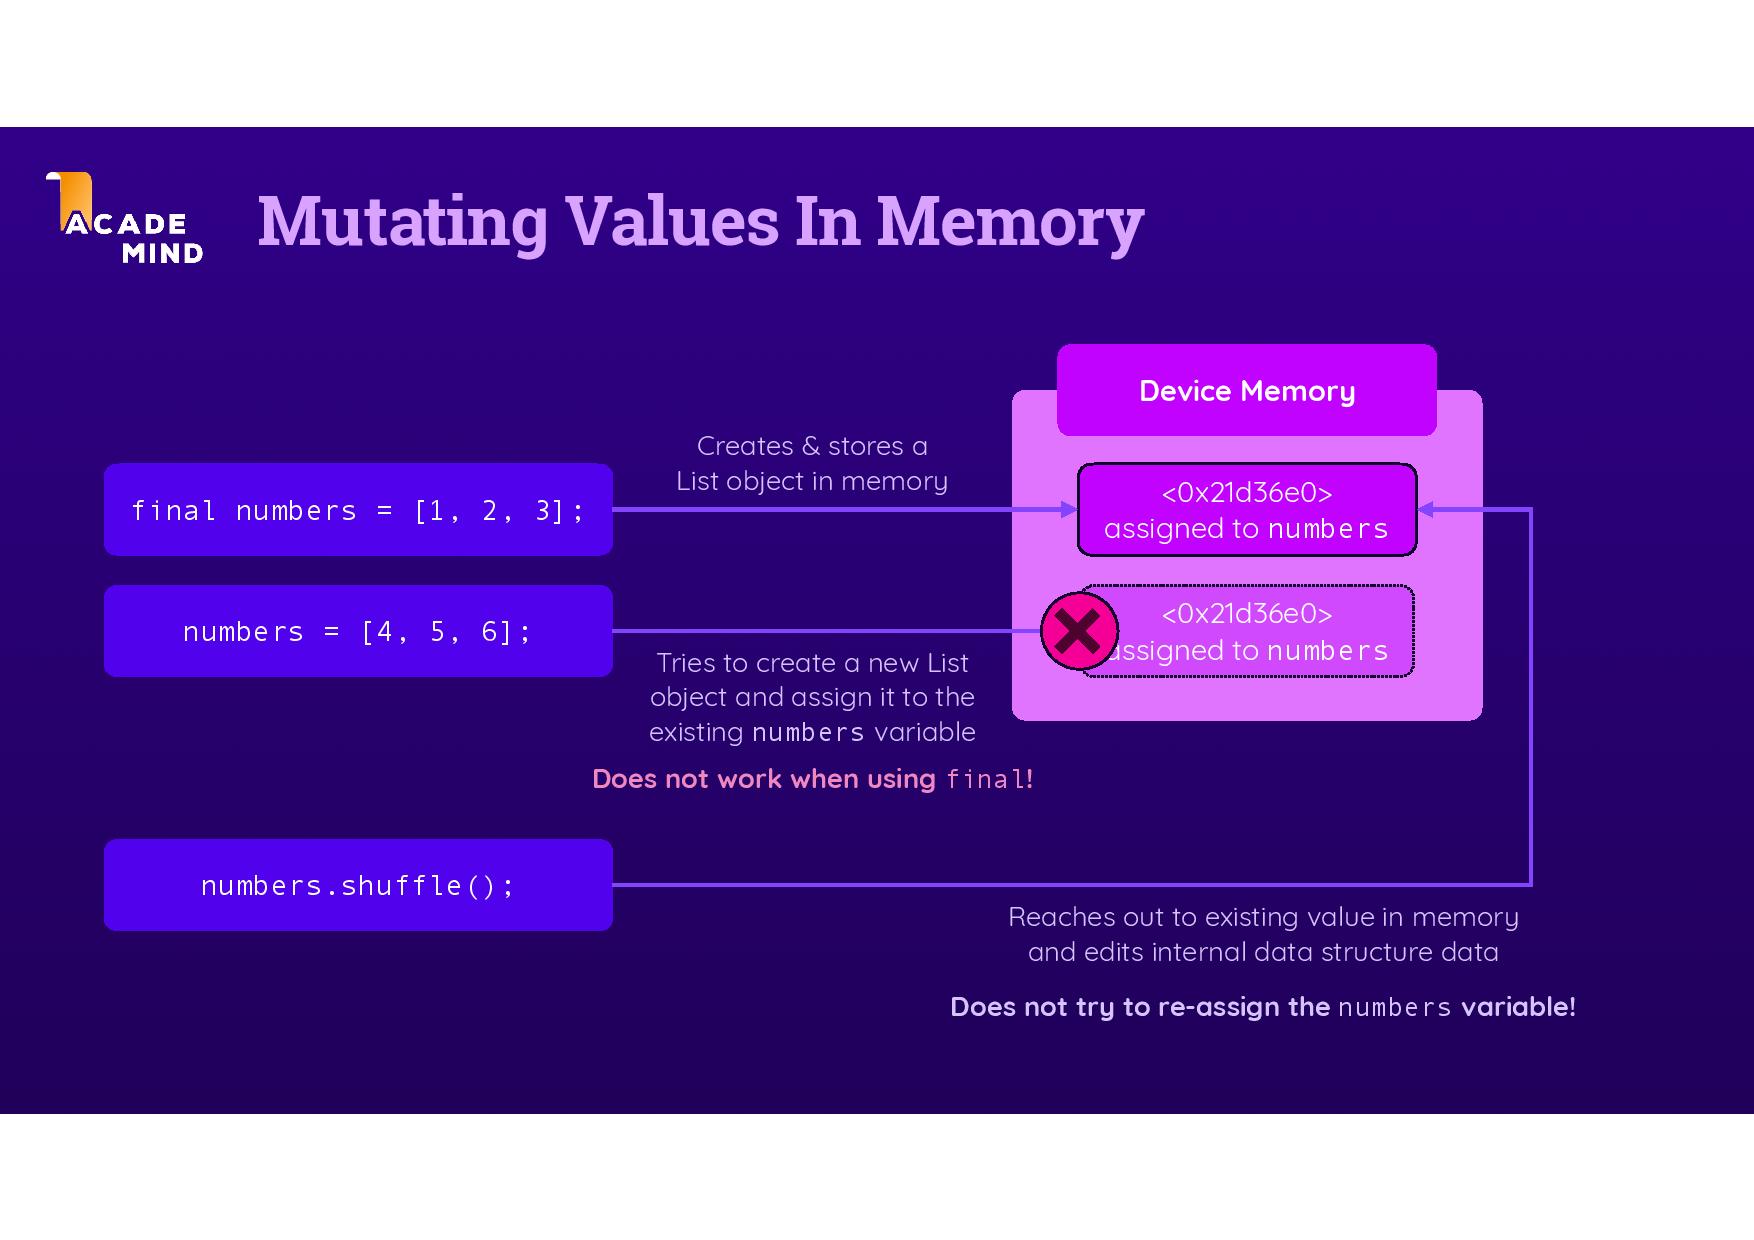 ACADE
MIND
Mutating Values In Memory
Device Memory
Creates & stores a
List object in memory
final numbers = [1, 2, 3];
<0x21d36e0>
assigned to numbers
numbers = [4, 5, 6];
<0x21d36e0>
assigned to numbers
Tries to create a new List
object and assign it to the
existing numbers variable
Does not work when using final!
numbers.shuffle();
Reaches out to existing value in memory
and edits internal data structure data
Does not try to re-assign the numbers variable!